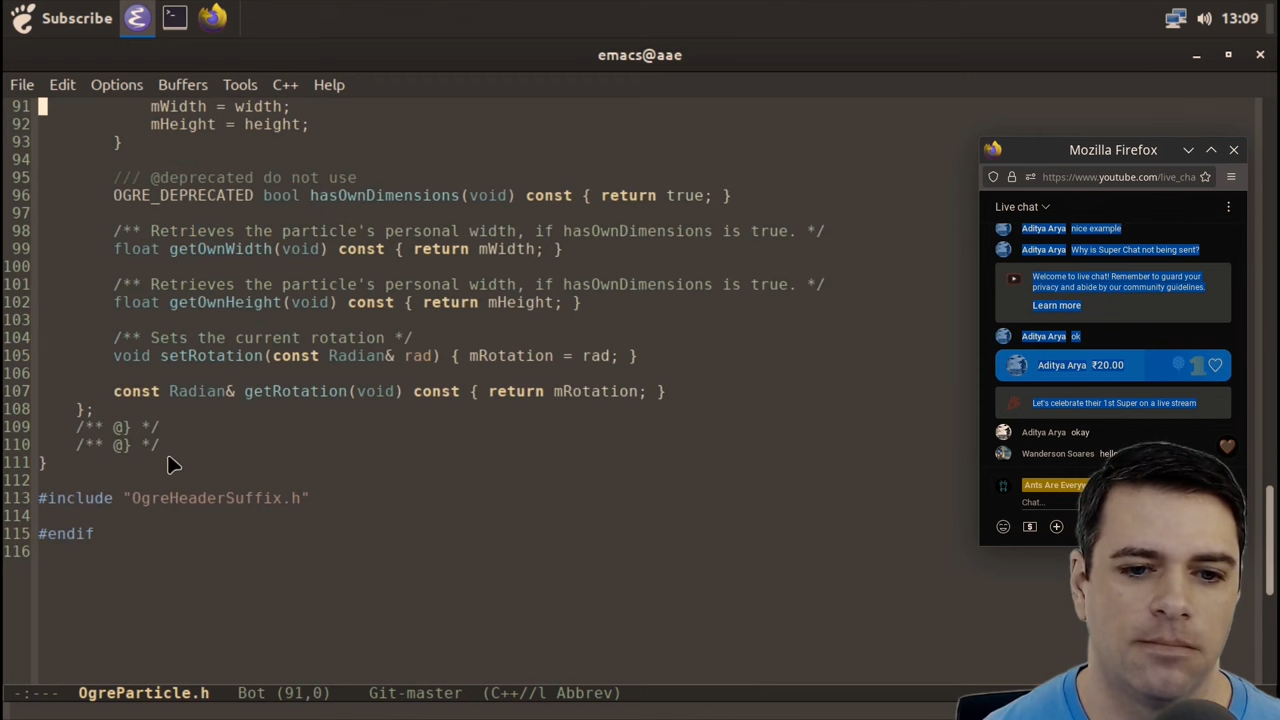 Subscribe
13:09
emacs@aae
File Edit Options Buffers Tools C++ Help
91 mWidth = width;
92 mHeight = height;
93 }
94
95 /// @deprecated do not use
96 OGRE_DEPRECATED bool hasOwnDimensions(void) const { return true; }
97
98 /** Retrieves the particle's personal width, if hasOwnDimensions is true. */
99 float getOwnWidth(void) const { return mWidth; }
100
101 /** Retrieves the particle's personal width, if hasOwnDimensions is true. */
102 float getOwnHeight(void) const { return mHeight; }
103
104 /** Sets the current rotation */
105 void setRotation(const Radian& rad) { mRotation = rad; }
106
107 const Radian& getRotation(void) const { return mRotation; }
108 };
109 /** @} */
110 /** @} */
111 }
112
113 #include "OgreHeaderSuffix.h"
114
115 #endif
116
-:--- OgreParticle.h Bot (91,0) Git-master (C++//l Abbrev)
Mozilla Firefox
https://www.youtube.com/live_cha
Live chat
Aditya Arya nice example
Aditya Arya Why is Super Chat not being sent?
Welcome to live chat! Remember to guard your
privacy and abide by our community guidelines.
Learn more
Aditya Arya ok
Aditya Arya ₹20.00 1
Let's celebrate their 1st Super on a live stream
Aditya Arya okay
Wanderson Soares hello
Ants Are Everyw
Chat...